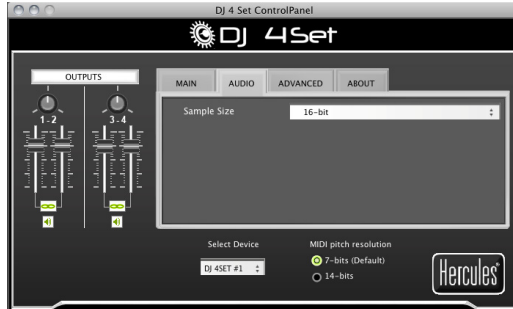 DJ 4 Set ControlPanel
DJ 4Set
OUTPUTS
1-2
3-4
MAIN
AUDIO
ADVANCED
ABOUT
Sample Size
16-bit
Select Device
DJ 4SET #1
MIDI pitch resolution
7-bits (Default)
14-bits
Hercules®